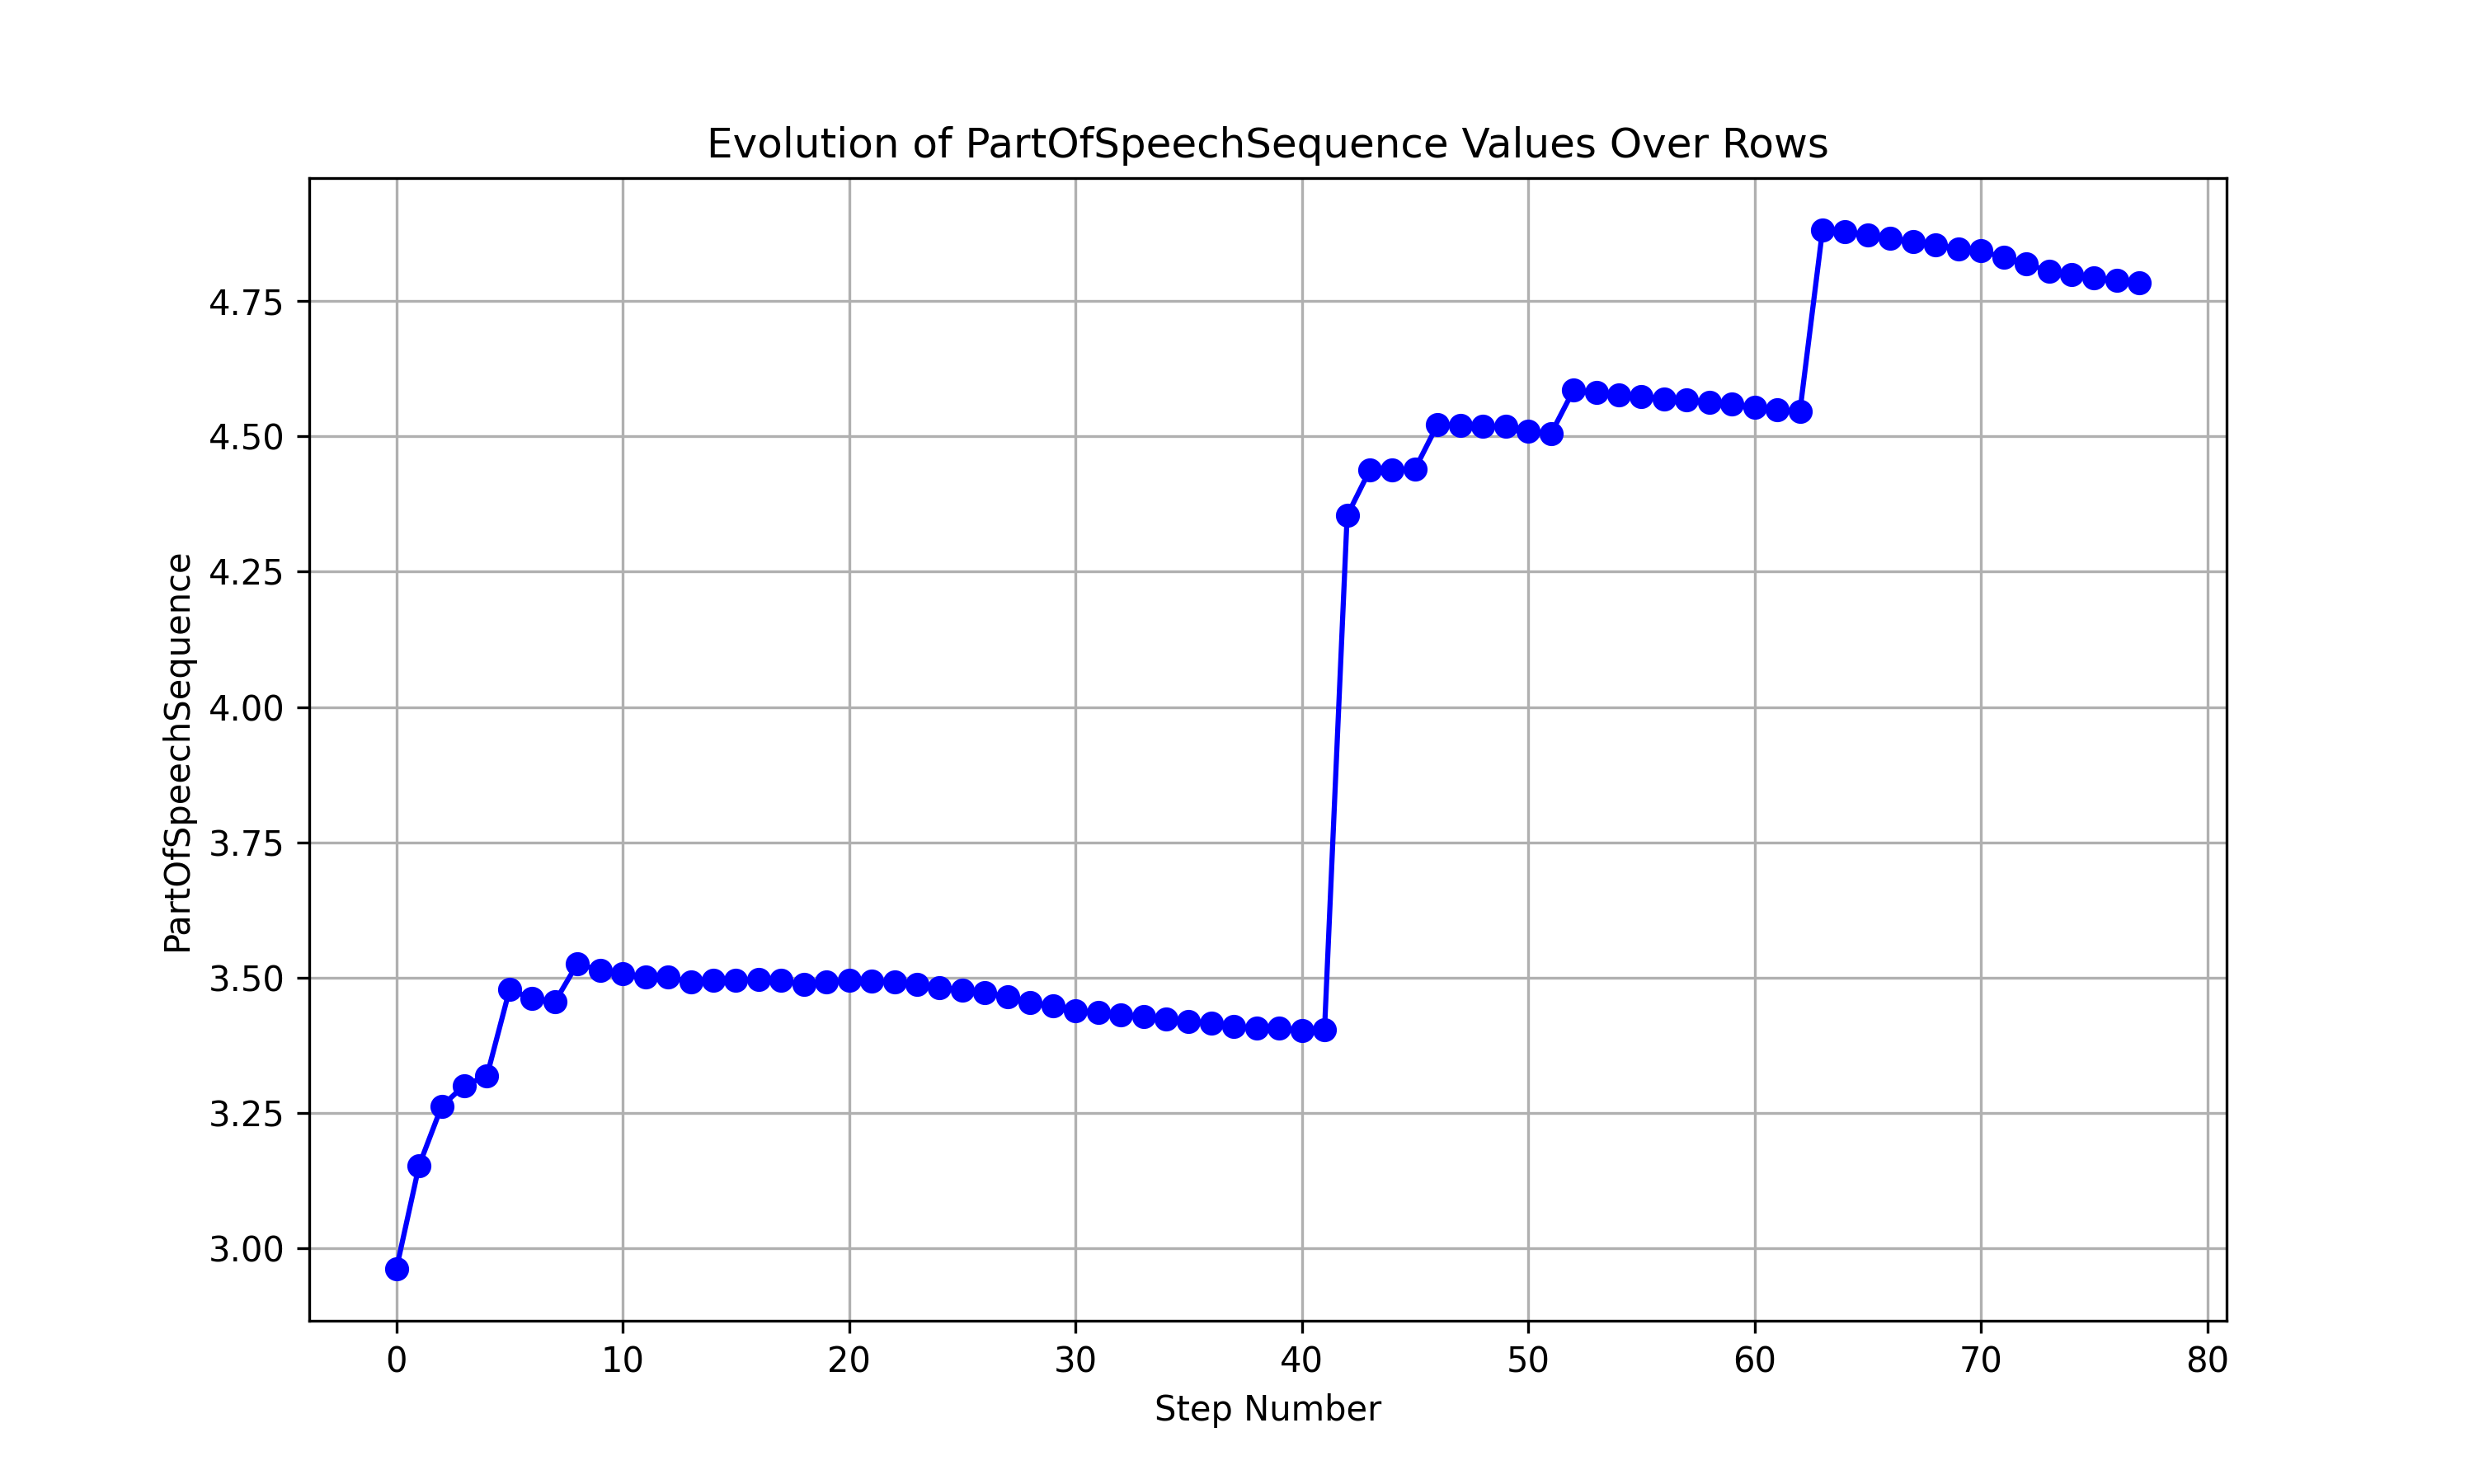 Evolution of PartOfSpeechSequence Values Over Rows
PartOfSpeechSequence
4.75
4.50
4.25
4.00
3.75
3.50
3.25
3.00
0 10 20 30 40 50 60 70 80
Step Number